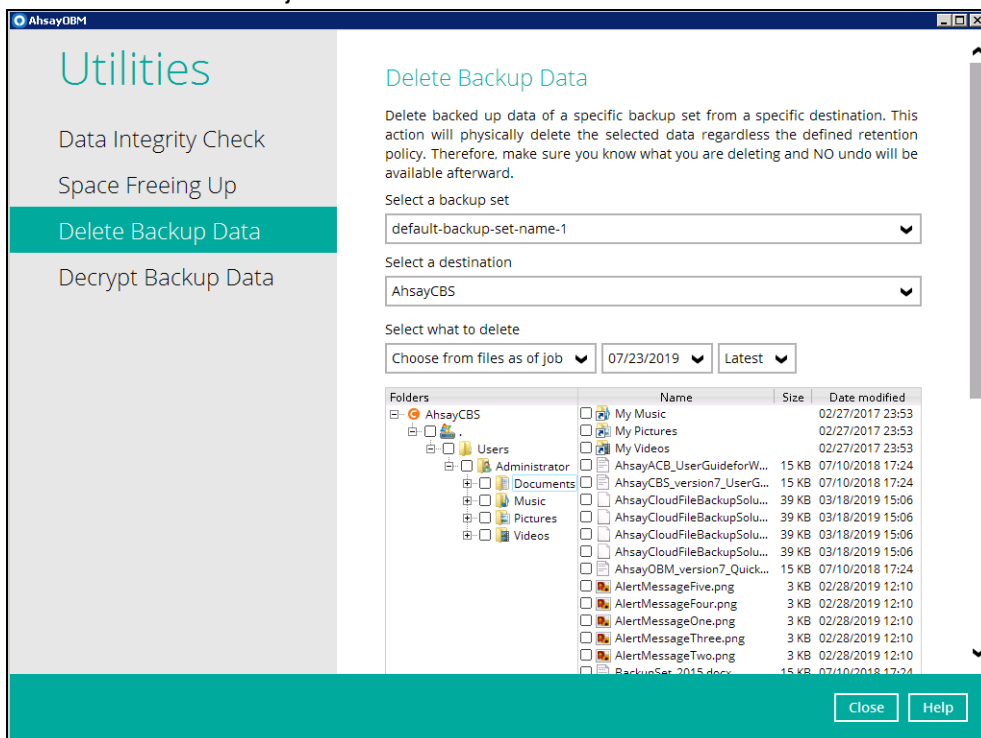 AhsayOBM
Utilities
Data Integrity Check
Space Freeing Up
Delete Backup Data
Decrypt Backup Data
Delete Backup Data
Delete backed up data of a specific backup set from a specific destination. This
action will physically delete the selected data regardless the defined retention
policy. Therefore, make sure you know what you are deleting and NO undo will be
available afterward.
Select a backup set
default-backup-set-name-1
Select a destination
AhsayCBS
Select what to delete
Choose from files as of job 07/23/2019 Latest
Folders
AhsayCBS
.
Users
Administrator
Documents
Music
Pictures
Videos
Name Size Date modified
My Music 02/27/2017 23:53
My Pictures 02/27/2017 23:53
My Videos 02/27/2017 23:53
AhsayACB_UserGuideforW... 15 KB 07/10/2018 17:24
AhsayCBS_version7_UserG... 15 KB 07/10/2018 17:24
AhsayCloudFileBackupSolu... 39 KB 03/18/2019 15:06
AhsayCloudFileBackupSolu... 39 KB 03/18/2019 15:06
AhsayCloudFileBackupSolu... 39 KB 03/18/2019 15:06
AhsayCloudFileBackupSolu... 39 KB 03/18/2019 15:06
AhsayOBM_version7_Quick... 15 KB 07/10/2018 17:24
AlertMessageFive.png 3 KB 02/28/2019 12:10
AlertMessageFour.png 3 KB 02/28/2019 12:10
AlertMessageOne.png 3 KB 02/28/2019 12:10
AlertMessageThree.png 3 KB 02/28/2019 12:10
AlertMessageTwo.png 3 KB 02/28/2019 12:10
BackupSet_2015.docx 15 KB 07/10/2018 17:24
Close Help